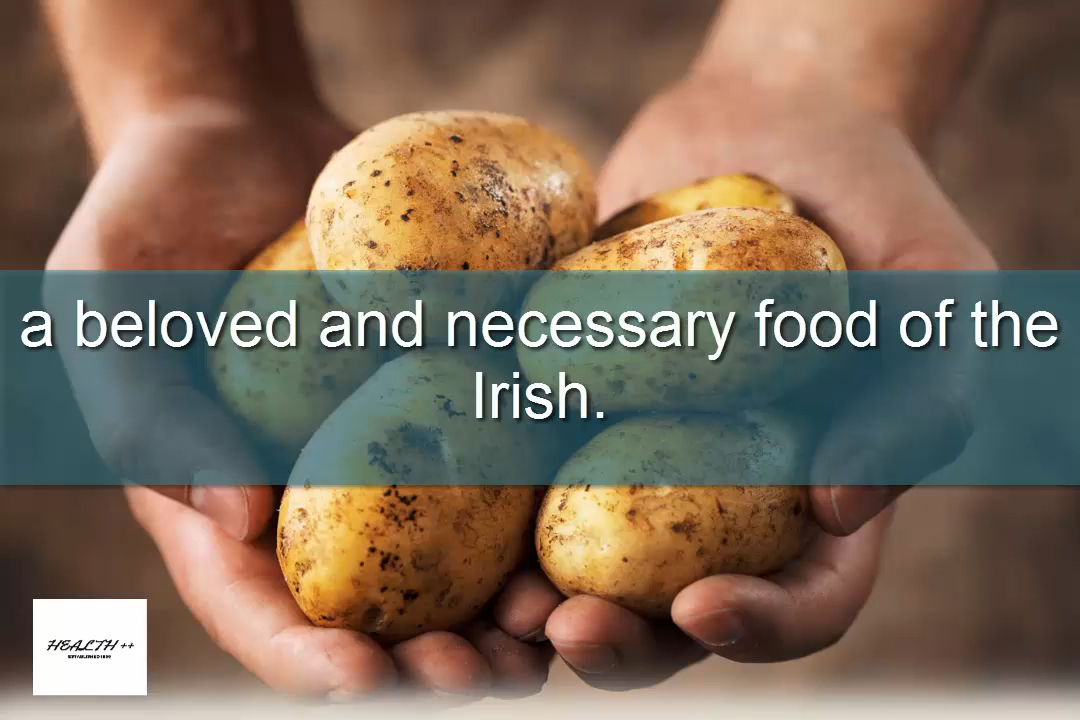 a beloved and necessary food of the
Irish.
HEALTH ++